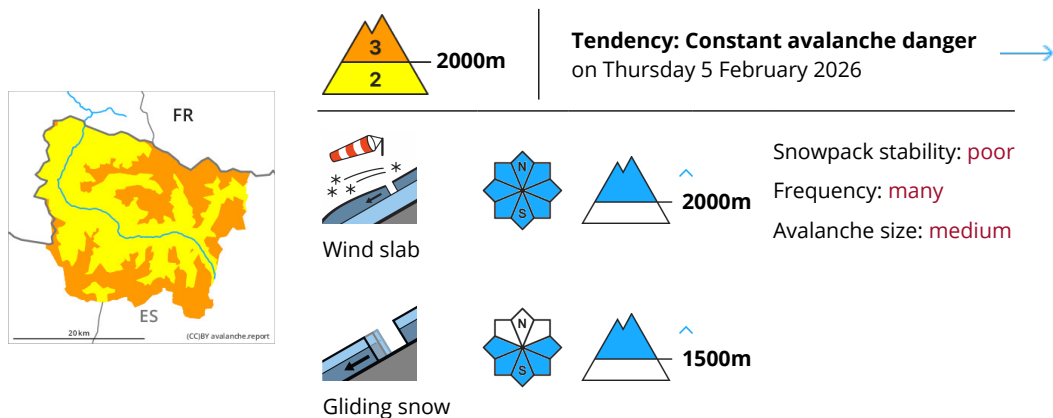 3
2
2000m
Tendency: Constant avalanche danger
on Thursday 5 February 2026
FR
ES
20 km
(CC)BY avalanche.report
Wind slab
N
S
2000m
Snowpack stability: poor
Frequency: many
Avalanche size: medium
Gliding snow
N
S
1500m